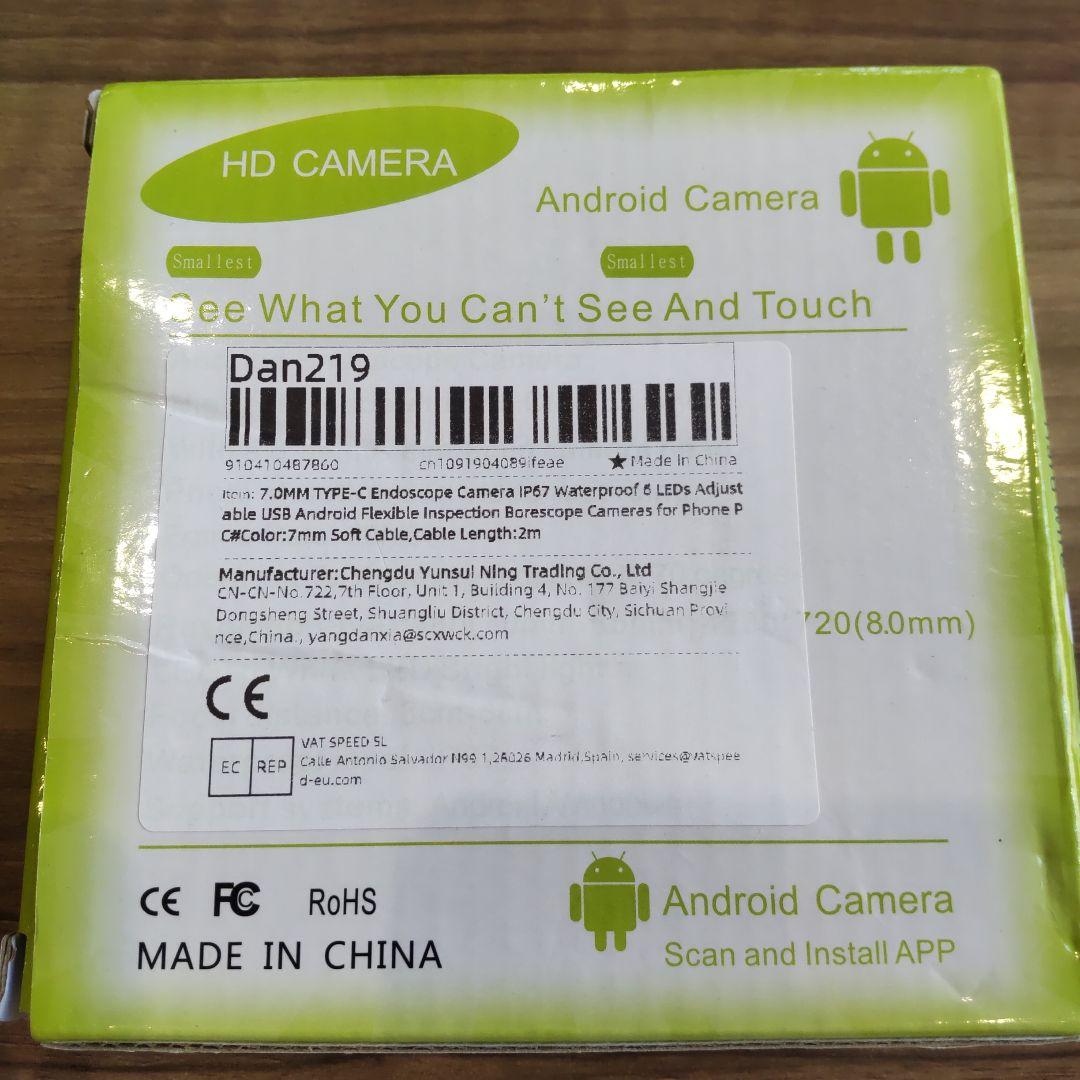 HD CAMERA
Android Camera
Smallest
Smallest
See What You Can't See And Touch
Dan219
910410487860 cn1091904089ifeae ★Made In China
Item: 7.0MM TYPE-C Endoscope Camera IP67 Waterproof 6 LEDs Adjust
able USB Android Flexible Inspection Borescope Cameras for Phone P
C#Color:7mm Soft Cable,Cable Length:2m
Manufacturer:Chengdu Yunsui Ning Trading Co., Ltd
CN-CN-No.722,7th Floor, Unit 1, Building 4, No. 177 Baiyi Shangjie
Dongsheng Street, Shuangliu District, Chengdu City, Sichuan Provi
nce,China., yangdanxia@scxwck.com
720(8.0mm)
CE
EC REP
VAT SPEED SL
Calle Antonio Salvador N99 1,28026 Madrid,Spain, services@vatspee
d-eu.com
CE FC RoHS
MADE IN CHINA
Android Camera
Scan and Install APP